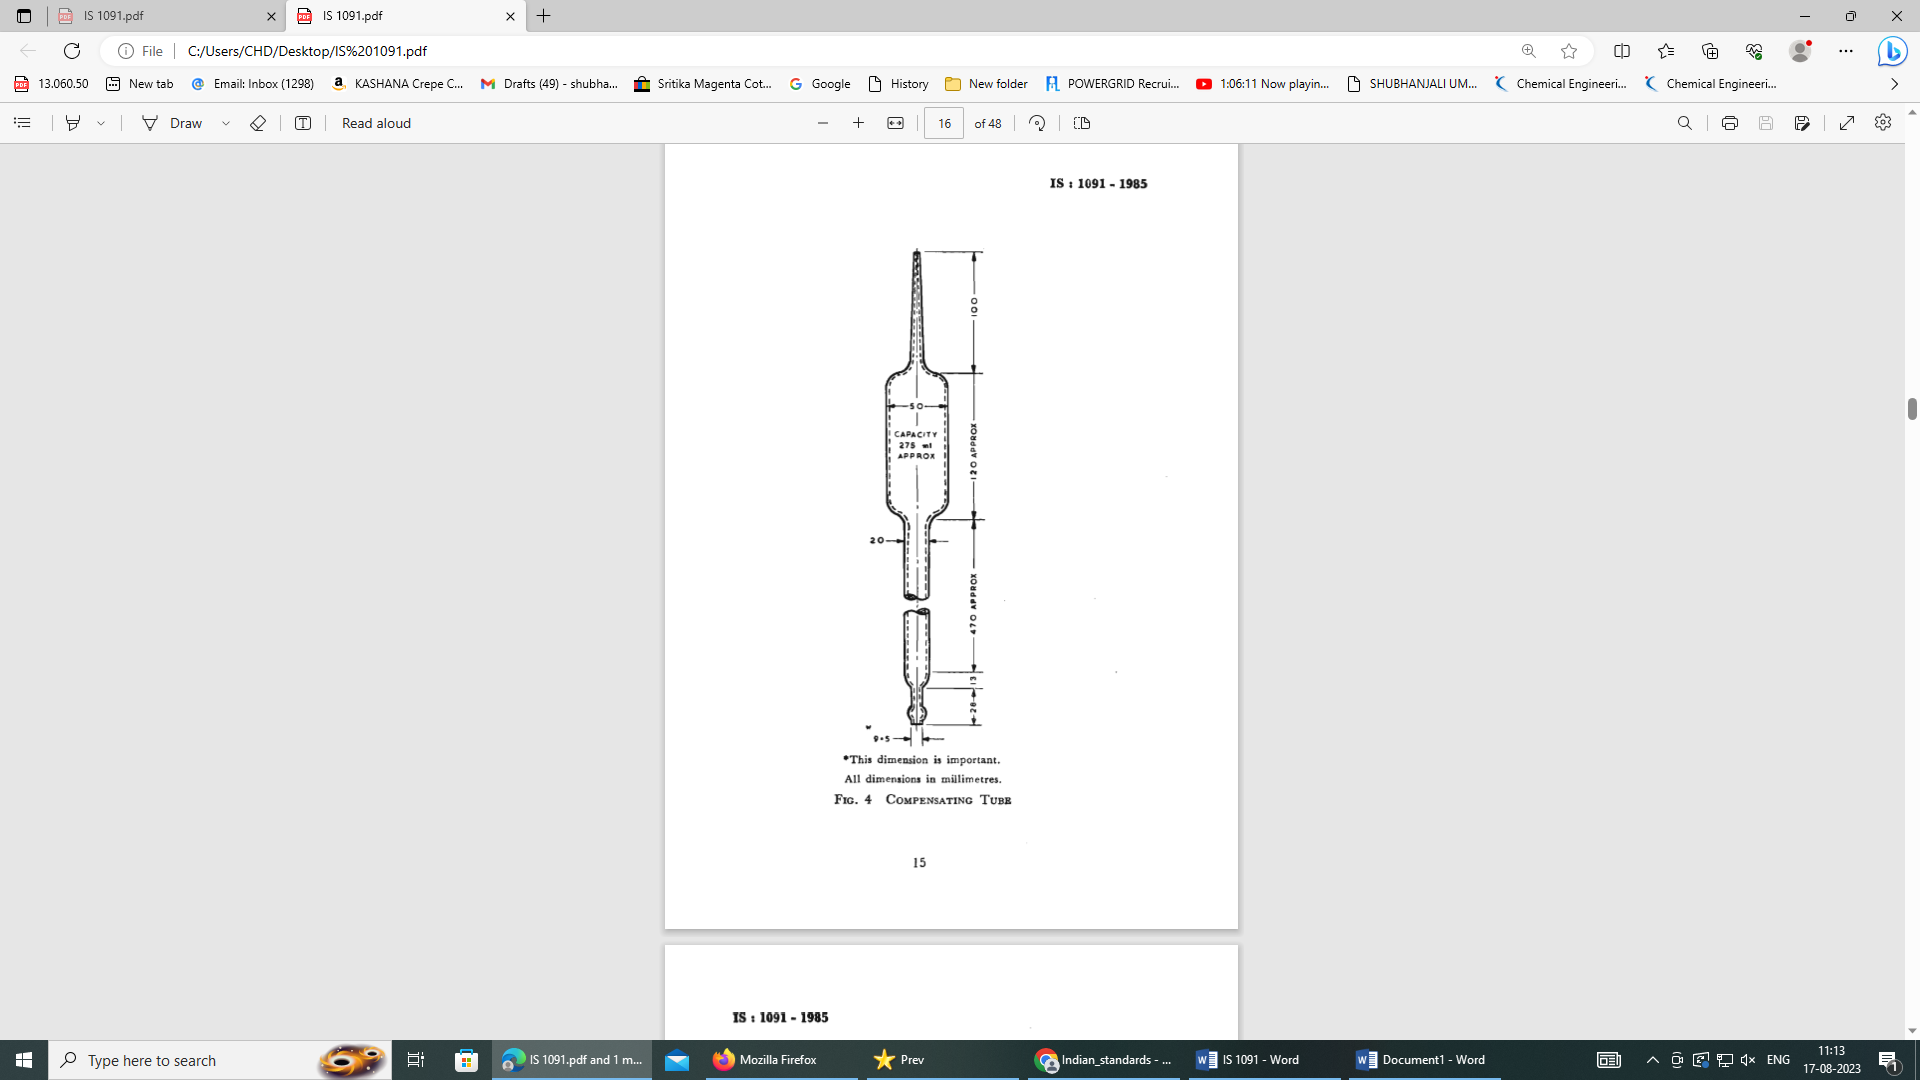 IS 1091.pdf
IS 1091.pdf
File
C:/Users/CHD/Desktop/IS%201091.pdf
13.060.50
New tab
Email: Inbox (1298)
KASHANA Crepe C...
Drafts (49) - shubha...
Sritika Magenta Cot...
Google
History
New folder
POWERGRID Recrui...
1:06:11 Now playin...
SHUBHANJALI UM...
Chemical Engineeri...
Chemical Engineeri...
Draw
Read aloud
16
of 48
IS : 1091 - 1985
100
50
CAPACITY
275 ml
APPROX
120 APPROX
20
470 APPROX
13
28
*
9·5
*This dimension is important.
All dimensions in millimetres.
FIG. 4 COMPENSATING TUBE
15
IS : 1091 - 1985
Type here to search
IS 1091.pdf and 1 m...
Mozilla Firefox
Prev
Indian_standards - ...
IS 1091 - Word
Document1 - Word
ENG
11:13
17-08-2023
1